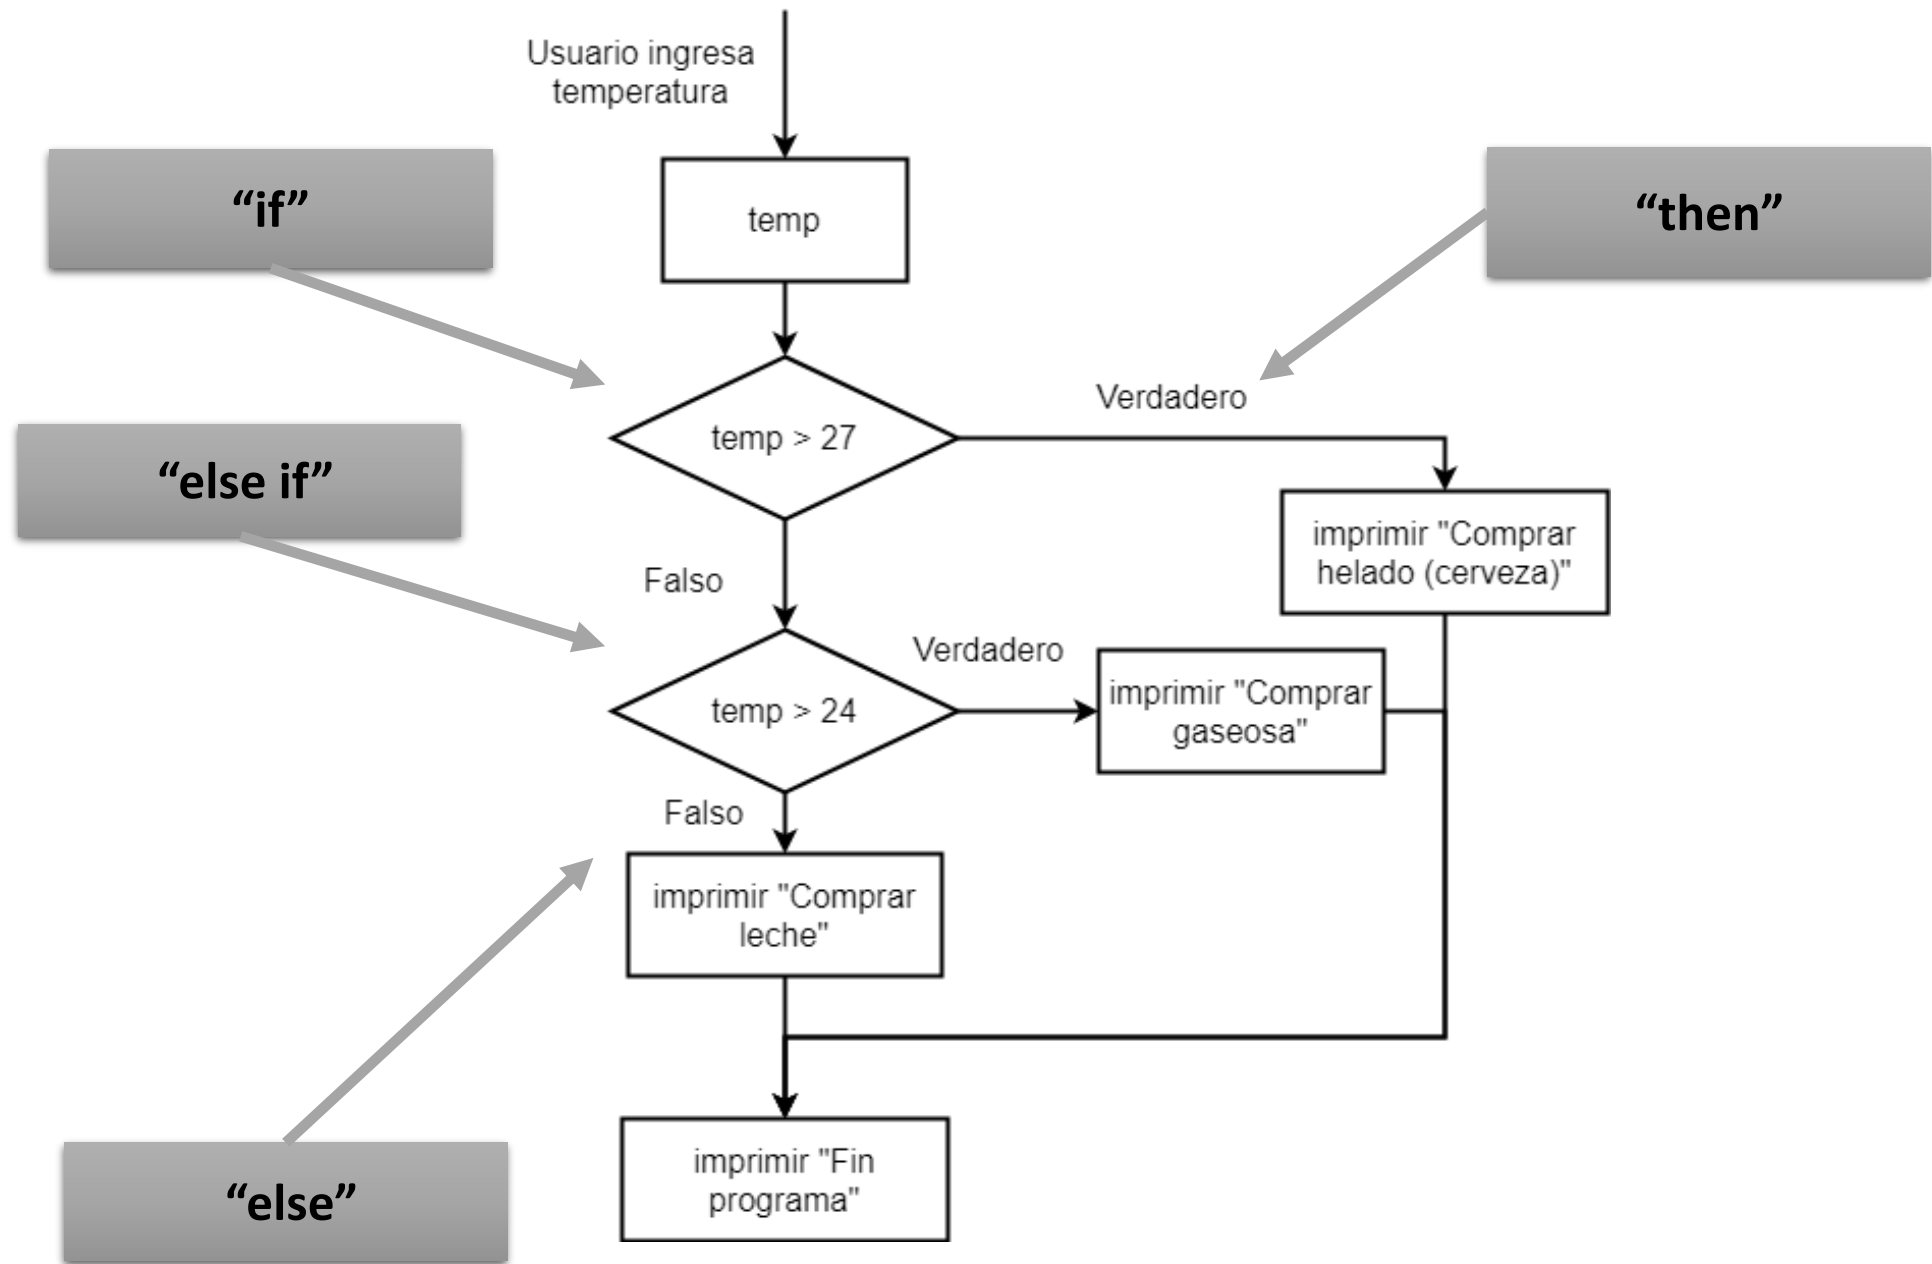 Usuario ingresa
temperatura
“if”
temp
“then”
temp > 27
Verdadero
“else if”
imprimir "Comprar
helado (cerveza)"
Falso
temp > 24
Verdadero
imprimir "Comprar
gaseosa"
Falso
imprimir "Comprar
leche"
“else”
imprimir "Fin
programa"